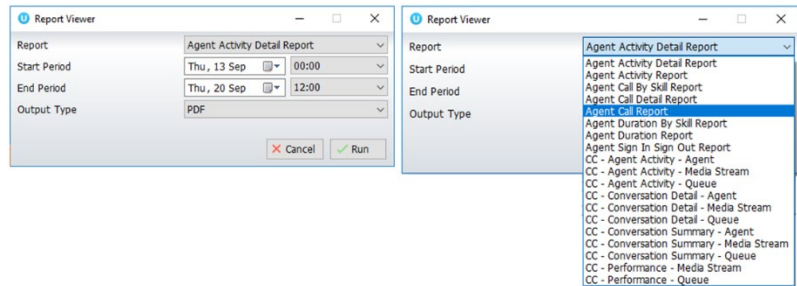 Report Viewer
Report
Agent Activity Detail Report
Start Period
Thu, 13 Sep
00:00
End Period
Thu, 20 Sep
12:00
Output Type
PDF
Cancel
Run
Report Viewer
Report
Agent Activity Detail Report
Start Period
End Period
Output Type
Agent Activity Detail Report
Agent Activity Report
Agent Call By Skill Report
Agent Call Detail Report
Agent Call Report
Agent Duration By Skill Report
Agent Duration Report
Agent Sign In Sign Out Report
CC - Agent Activity - Agent
CC - Agent Activity - Media Stream
CC - Agent Activity - Queue
CC - Conversation Detail - Agent
CC - Conversation Detail - Media Stream
CC - Conversation Detail - Queue
CC - Conversation Summary - Agent
CC - Conversation Summary - Media Stream
CC - Conversation Summary - Queue
CC - Performance - Media Stream
CC - Performance - Queue